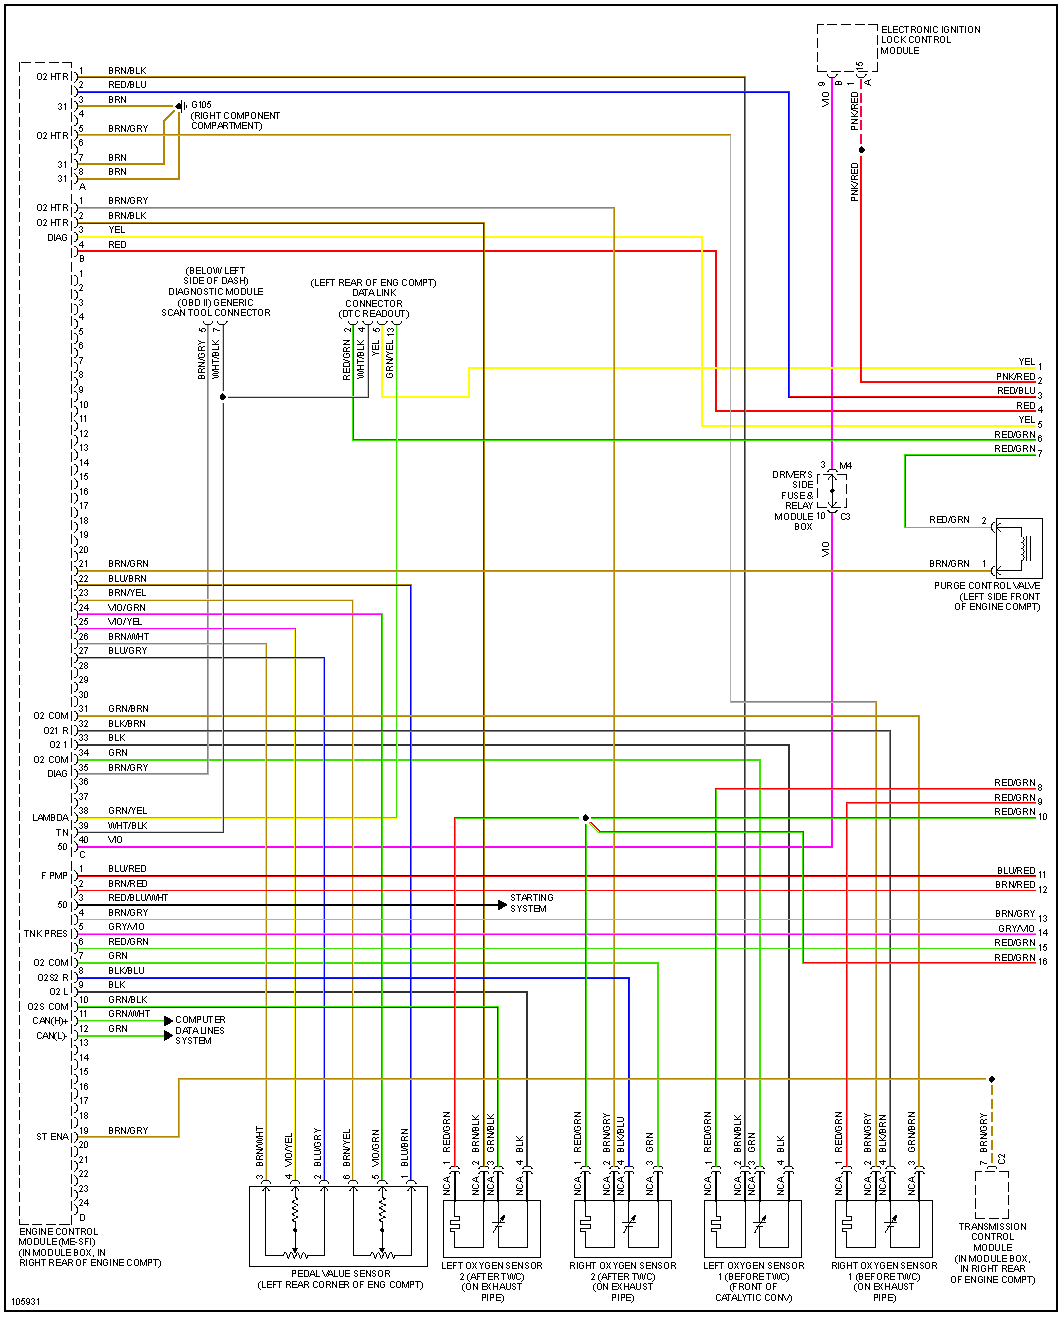 ELECTRONIC IGNITION
LOCK CONTROL
MODULE
15
9 B 1 A
VIO
PNK/RED
PNK/RED
O2 HTR 1 BRN/BLK
2 RED/BLU
31 3 BRN
4
G105
(RIGHT COMPONENT
COMPARTMENT)
O2 HTR 5 BRN/GRY
6
31 7 BRN
31 8 BRN
A
O2 HTR 1 BRN/GRY
O2 HTR 2 BRN/BLK
DIAG 3 YEL
4 RED
B
(BELOW LEFT
SIDE OF DASH)
DIAGNOSTIC MODULE
(OBD II) GENERIC
SCAN TOOL CONNECTOR
5 7
BRN/GRY
WHT/BLK
(LEFT REAR OF ENG COMPT)
DATA LINK
CONNECTOR
(DTC READOUT)
2 4 5 13
RED/GRN
WHT/BLK
YEL
GRN/YEL
1
2
3
4
5
6
7
8
9
10
11
12
13
14
15
16
17
18
19
20
21 BRN/GRN
22 BLU/BRN
23 BRN/YEL
24 VIO/GRN
25 VIO/YEL
26 BRN/WHT
27 BLU/GRY
28
29
30
O2 COM 31 GRN/BRN
O21 R 32 BLK/BRN
O2 1 33 BLK
O2 COM 34 GRN
DIAG 35 BRN/GRY
36
37
LAMBDA 38 GRN/YEL
TN 39 WHT/BLK
50 40 VIO
C
YEL 1
PNK/RED 2
RED/BLU 3
RED 4
YEL 5
RED/GRN 6
RED/GRN 7
3 M4
DRIVER'S
SIDE
FUSE &
RELAY
MODULE
BOX
10 C3
VIO
RED/GRN 2
BRN/GRN 1
PURGE CONTROL VALVE
(LEFT SIDE FRONT
OF ENGINE COMPT)
RED/GRN 8
RED/GRN 9
RED/GRN 10
F PMP 1 BLU/RED
2 BRN/RED
50 3 RED/BLU/WHT
4 BRN/GRY
TNK PRES 5 GRY/VIO
6 RED/GRN
O2 COM 7 GRN
O2S2 R 8 BLK/BLU
O2 L 9 BLK
O2S COM 10 GRN/BLK
CAN(H)+ 11 GRN/WHT
CAN(L)- 12 GRN
13
14
15
16
17
18
ST ENA 19 BRN/GRY
20
21
22
23
24
D
STARTING
SYSTEM
COMPUTER
DATA LINES
SYSTEM
BLU/RED 11
BRN/RED 12
BRN/GRY 13
GRY/VIO 14
RED/GRN 15
RED/GRN 16
ENGINE CONTROL
MODULE (ME-SFI)
(IN MODULE BOX, IN
RIGHT REAR OF ENGINE COMPT)
BRN/WHT
VIO/YEL
BLU/GRY
BRN/YEL
VIO/GRN
BLU/BRN
3 4 2 6 5 1
PEDAL VALUE SENSOR
(LEFT REAR CORNER OF ENG COMPT)
RED/GRN
BRN/BLK
GRN/BLK
BLK
1 2 3 4
NCA NCA NCA NCA
LEFT OXYGEN SENSOR
2 (AFTER TWC)
(ON EXHAUST
PIPE)
RED/GRN
BRN/GRY
BLK/BLU
GRN
1 2 4 3
NCA NCA NCA NCA
RIGHT OXYGEN SENSOR
2 (AFTER TWC)
(ON EXHAUST
PIPE)
RED/GRN
BRN/BLK
GRN
BLK
1 2 3 4
NCA NCA NCA NCA
LEFT OXYGEN SENSOR
1 (BEFORE TWC)
(FRONT OF
CATALYTIC CONV)
RED/GRN
BRN/GRY
BLK/BRN
GRN/BRN
1 2 4 3
NCA NCA NCA NCA
RIGHT OXYGEN SENSOR
1 (BEFORE TWC)
(ON EXHAUST
PIPE)
BRN/GRY
7 C2
TRANSMISSION
CONTROL
MODULE
(IN MODULE BOX,
IN RIGHT REAR
OF ENGINE COMPT)
105931